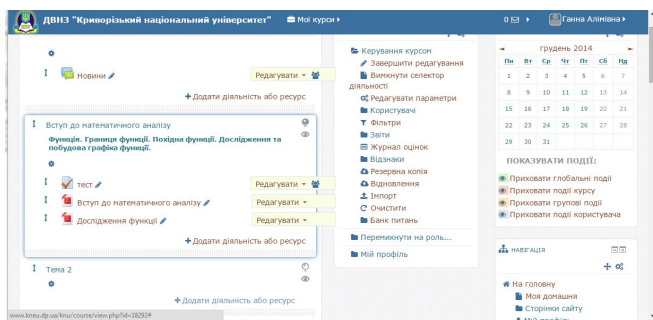 ДВНЗ "Криворізький національний університет"
Мої курси
0
Ганна Алімівна
Новини
Редагувати
Додати діяльність або ресурс
Вступ до математичного аналізу
Функція. Границя функції. Похідна функції. Дослідження та
побудова графіка функції.
тест
Редагувати
Вступ до математичного аналізу
Редагувати
Дослідження функції
Редагувати
Додати діяльність або ресурс
Тема 2
Додати діяльність або ресурс
www.kneu.dp.ua/knu/course/view.php?id=18292#
Керування курсом
Завершити редагування
Вимкнути селектор
діяльності
Редагувати параметри
Користувачі
Фільтри
Звіти
Журнал оцінок
Відзнаки
Резервна копія
Відновлення
Імпорт
Очистити
Банк питань
Перемикнути на роль...
Мій профіль
грудень 2014
Пн Вт Ср Чт Пт Сб Нд
1 2 3 4 5 6 7
8 9 10 11 12 13 14
15 16 17 18 19 20 21
22 23 24 25 26 27 28
29 30 31
ПОКАЗУВАТИ ПОДІЇ:
Приховати глобальні події
Приховати події курсу
Приховати групові події
Приховати події користувача
НАВІГАЦІЯ
На головну
Моя домашня
Сторінки сайту
Мій профіль